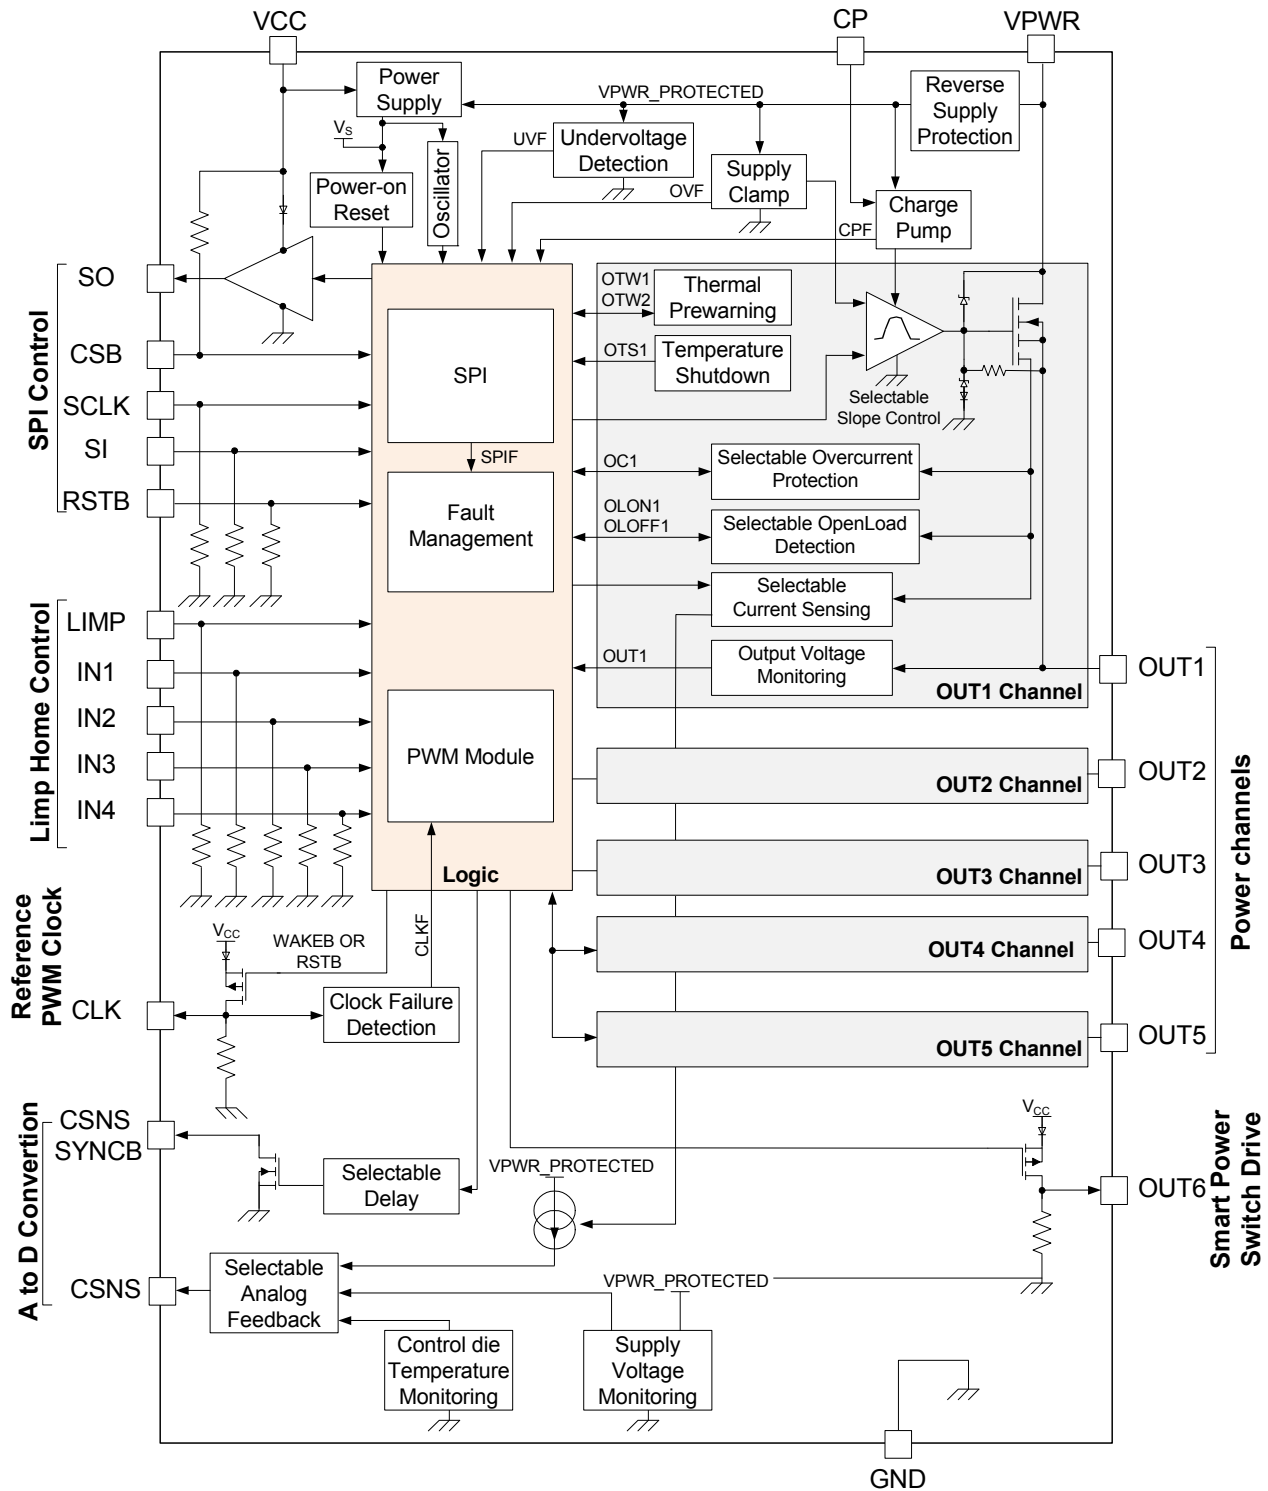 VCC
CP
VPWR
Power
Supply
VPWR_PROTECTED
Reverse
Supply
Protection
VS
UVF
Undervoltage
Detection
Oscillator
Power-on
Reset
OVF
Supply
Clamp
CPF
Charge
Pump
SPI Control
SO
CSB
SCLK
SI
RSTB
SPI
SPIF
Fault
Management
PWM Module
Logic
OTW1
OTW2
Thermal
Prewarning
OTS1
Temperature
Shutdown
Selectable
Slope Control
OC1
Selectable Overcurrent
Protection
OLON1
OLOFF1
Selectable OpenLoad
Detection
Selectable
Current Sensing
OUT1
Output Voltage
Monitoring
OUT1 Channel
OUT1
Limp Home Control
LIMP
IN1
IN2
IN3
IN4
OUT2 Channel
OUT2
OUT3 Channel
OUT3
OUT4 Channel
OUT4
OUT5 Channel
OUT5
Power channels
Reference
PWM Clock
CLK
VCC
WAKEB OR
RSTB
CLKF
Clock Failure
Detection
A to D Convertion
CSNS
SYNCB
Selectable
Delay
VPWR_PROTECTED
VCC
OUT6
Smart Power
Switch Drive
CSNS
Selectable
Analog
Feedback
VPWR_PROTECTED
Control die
Temperature
Monitoring
Supply
Voltage
Monitoring
GND